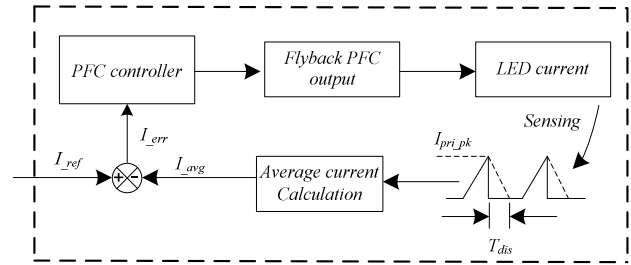 PFC controller
Flyback PFC
output
LED current
Sensing
I_err
I_ref
I_avg
Average current
Calculation
I_pri_pk
T_dis
+
-